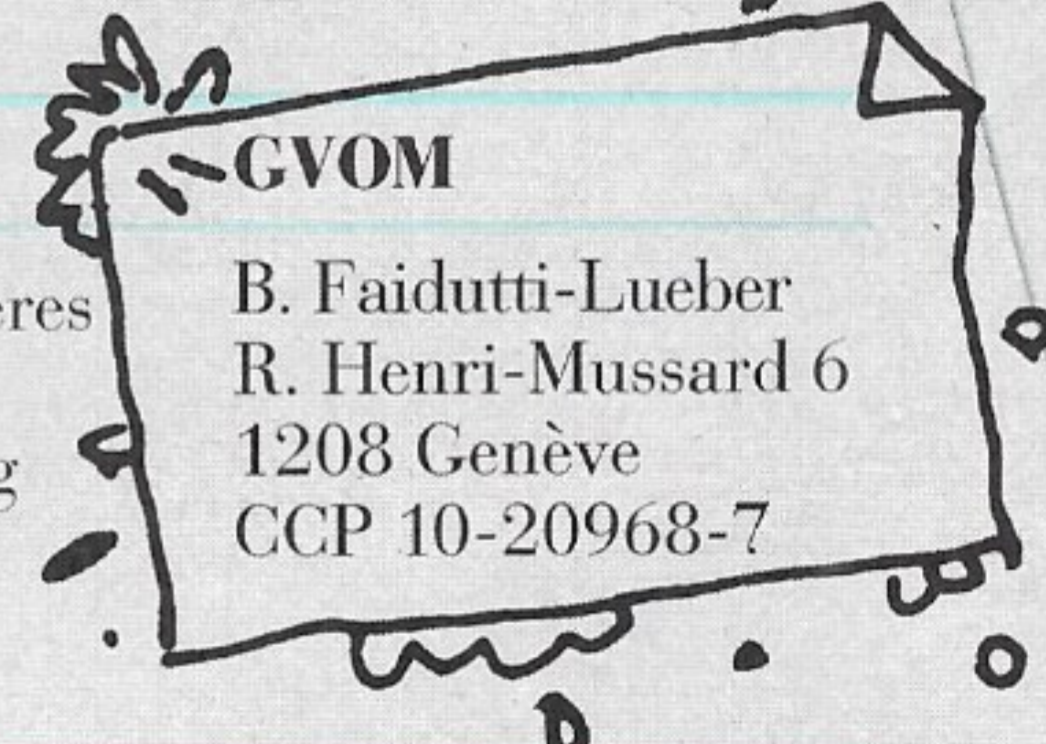 GVOM
B. Faidutti-Lueber
R. Henri-Mussard 6
1208 Genève
CCP 10-20968-7